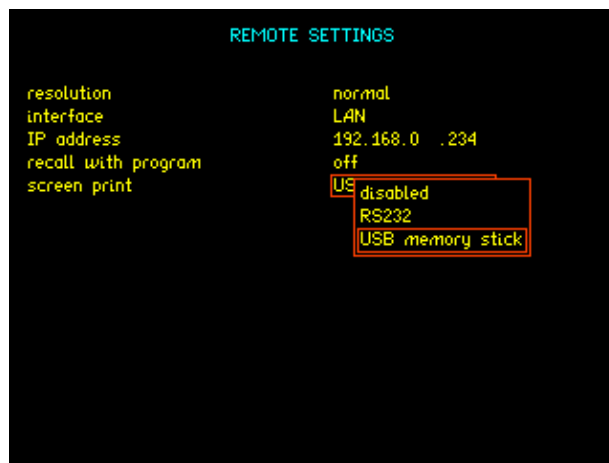 REMOTE SETTINGS
resolution normal
interface LAN
IP address 192.168.0 .234
recall with program off
screen print US
disabled
RS232
USB memory stick